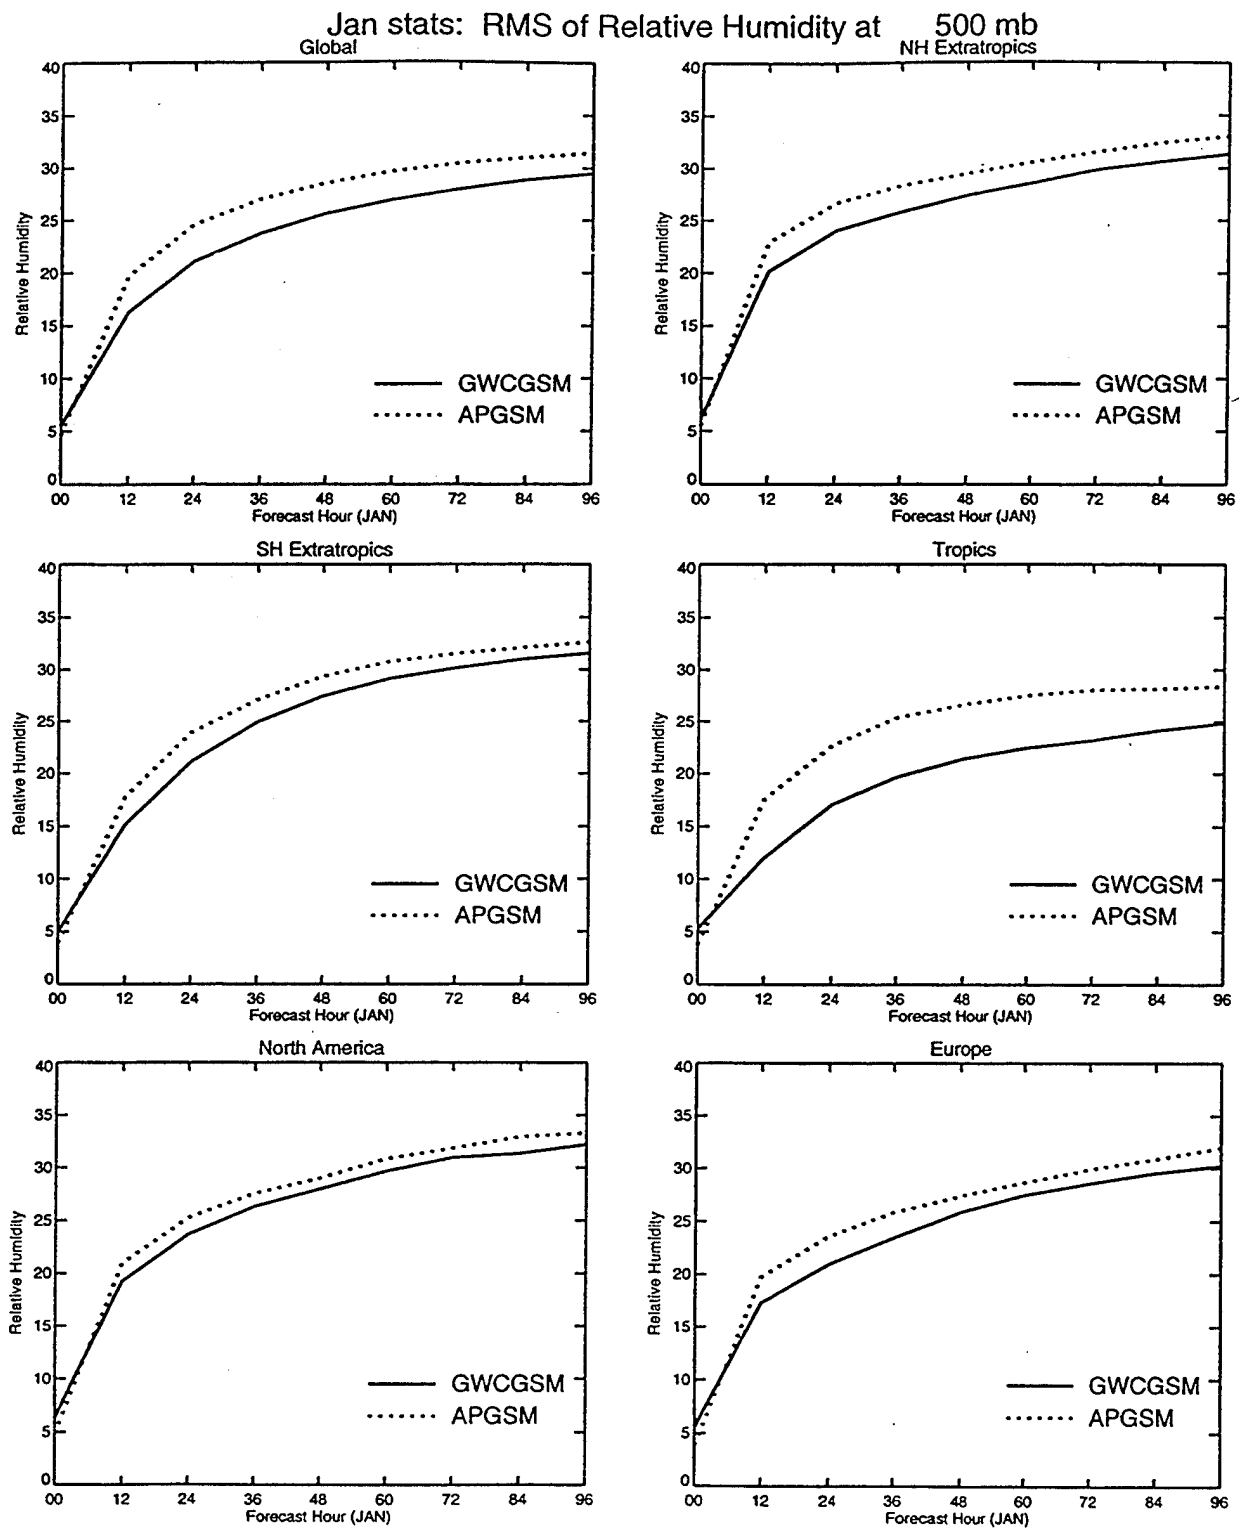 Jan stats: RMS of Relative Humidity at 500 mb
Global
40
35
30
25
20
15
10
5
0
Relative Humidity
GWCGSM
APGSM
00 12 24 36 48 60 72 84 96
Forecast Hour (JAN)
NH Extratropics
40
35
30
25
20
15
10
5
0
Relative Humidity
GWCGSM
APGSM
00 12 24 36 48 60 72 84 96
Forecast Hour (JAN)
SH Extratropics
40
35
30
25
20
15
10
5
0
Relative Humidity
GWCGSM
APGSM
00 12 24 36 48 60 72 84 96
Forecast Hour (JAN)
Tropics
40
35
30
25
20
15
10
5
0
Relative Humidity
GWCGSM
APGSM
00 12 24 36 48 60 72 84 96
Forecast Hour (JAN)
North America
40
35
30
25
20
15
10
5
0
Relative Humidity
GWCGSM
APGSM
00 12 24 36 48 60 72 84 96
Forecast Hour (JAN)
Europe
40
35
30
25
20
15
10
5
0
Relative Humidity
GWCGSM
APGSM
00 12 24 36 48 60 72 84 96
Forecast Hour (JAN)